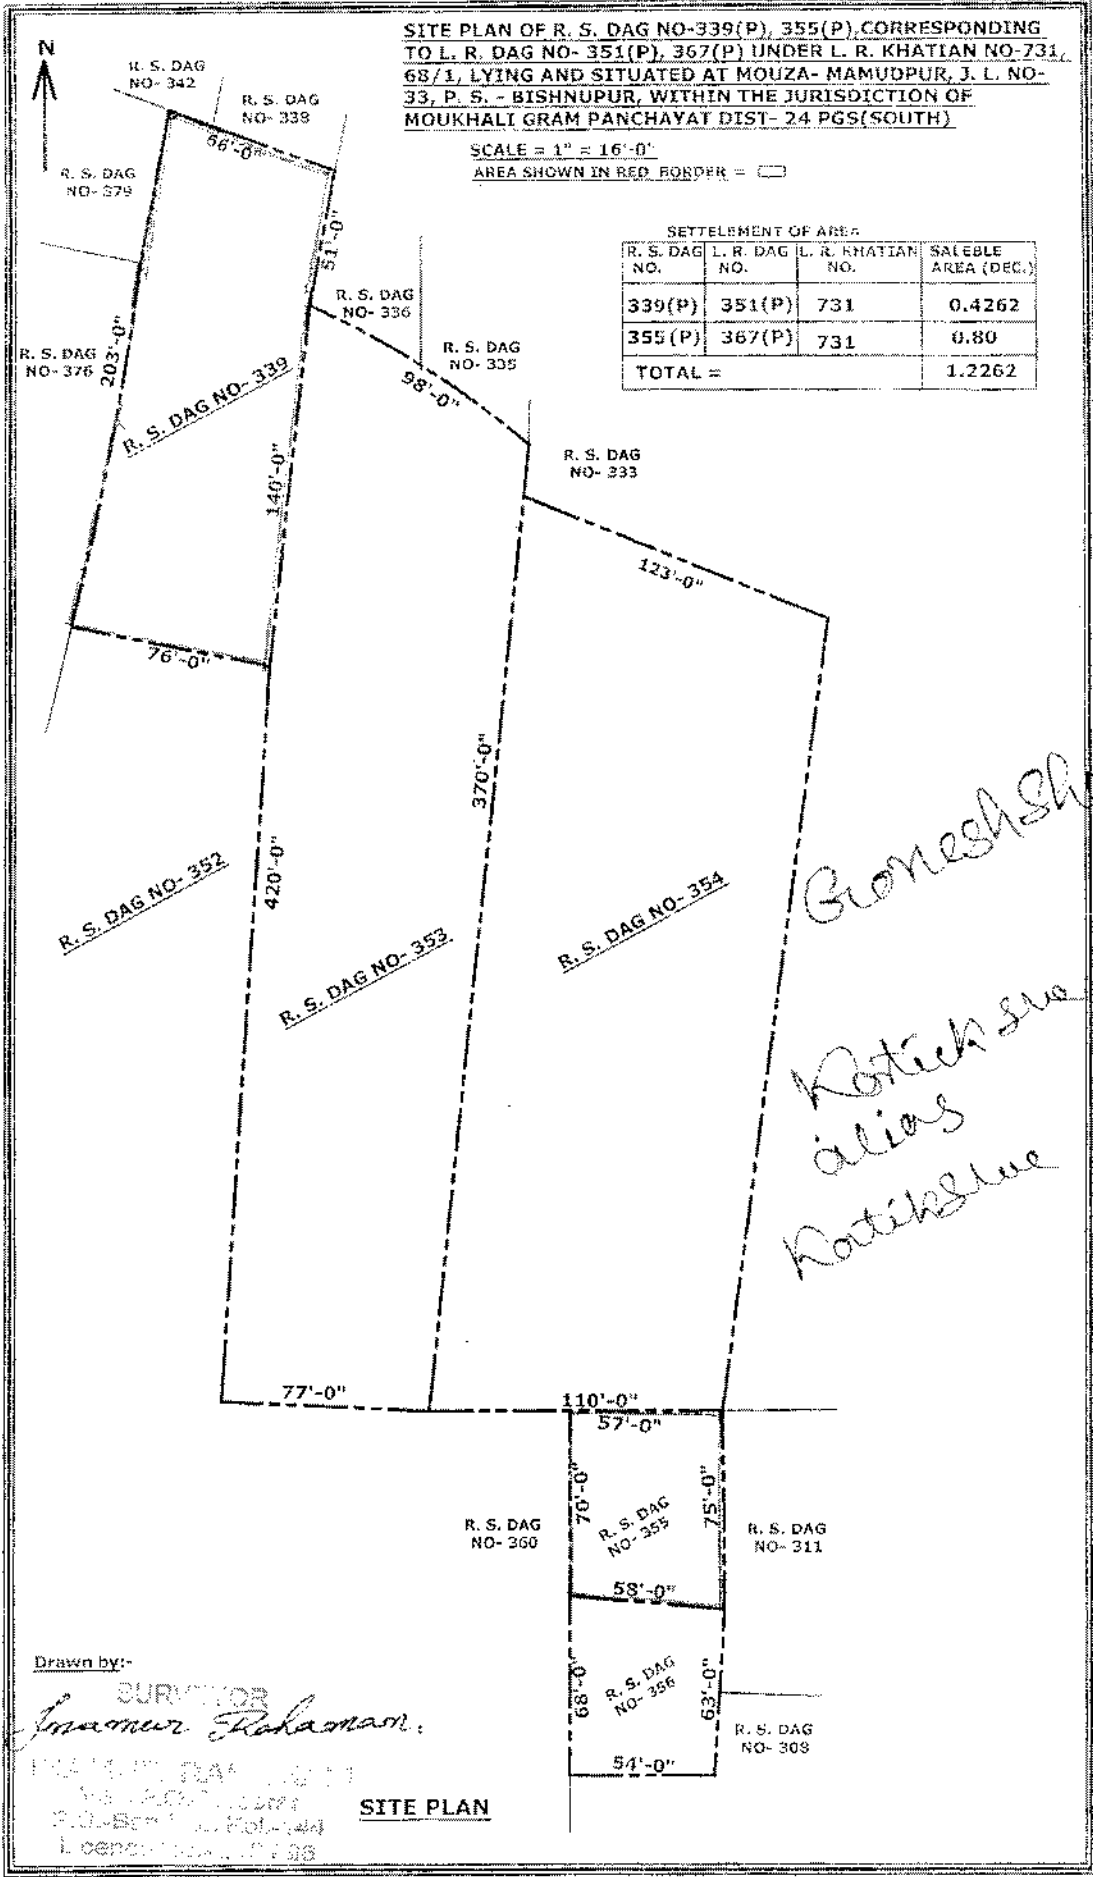 SITE PLAN OF R. S. DAG NO-339(P), 355(P),CORRESPONDING
TO L. R. DAG NO- 351(P), 367(P) UNDER L. R. KHATIAN NO-731,
68/1, LYING AND SITUATED AT MOUZA- MAMUDPUR, J. L. NO-
33, P. S. - BISHNUPUR, WITHIN THE JURISDICTION OF
MOUKHALI GRAM PANCHAYAT DIST- 24 PGS(SOUTH)
SCALE = 1" = 16'-0"
AREA SHOWN IN RED BORDER =
N
R. S. DAG
NO- 342
R. S. DAG
NO- 338
66'-0"
R. S. DAG
NO- 379
51'-0"
SETTELEMENT OF AREA
R. S. DAG NO. L. R. DAG NO. L. R. KHATIAN NO. SALEBLE AREA (DEC.)
339(P) 351(P) 731 0.4262
355(P) 367(P) 731 0.80
TOTAL = 1.2262
R. S. DAG
NO- 336
R. S. DAG
NO- 335
R. S. DAG
NO- 376
203'-0"
R. S. DAG NO- 339
98'-0"
140'-0"
R. S. DAG
NO- 333
123'-0"
76'-0"
370'-0"
420'-0"
R. S. DAG NO- 352
R. S. DAG NO- 353
R. S. DAG NO- 354
Gonesh Sh
Kartick
alias
Katik
77'-0"
110'-0"
57'-0"
70'-0"
75'-0"
R. S. DAG
NO- 360
R. S. DAG
NO- 355
R. S. DAG
NO- 311
58'-0"
68'-0"
R. S. DAG
NO- 356
63'-0"
R. S. DAG
NO- 308
54'-0"
Drawn by:-
SURVEYOR
Inamur Rahaman.
SITE PLAN